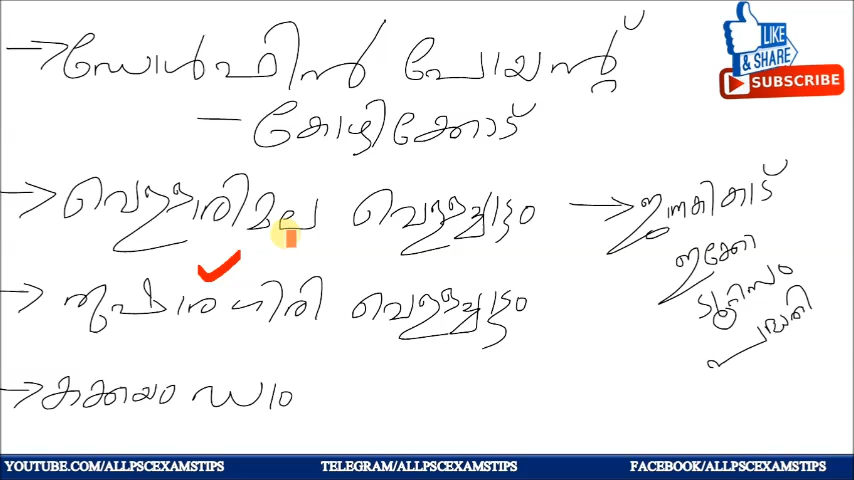 → ഡോൾഫിൻ പോയന്റ്
LIKE
& SHARE
SUBSCRIBE
– കോഴിക്കോട്
→ വെള്ളരിമല വെള്ളച്ചാട്ടം
→ തുഷാരഗിരി വെള്ളച്ചാട്ടം
→ കക്കയം ഡാം
ഇക്കോ
ടൂറിസം
പദ്ധതി
YOUTUBE.COM/ALLPSCEXAMSTIPS
TELEGRAM/ALLPSCEXAMSTIPS
FACEBOOK/ALLPSCEXAMSTIPS